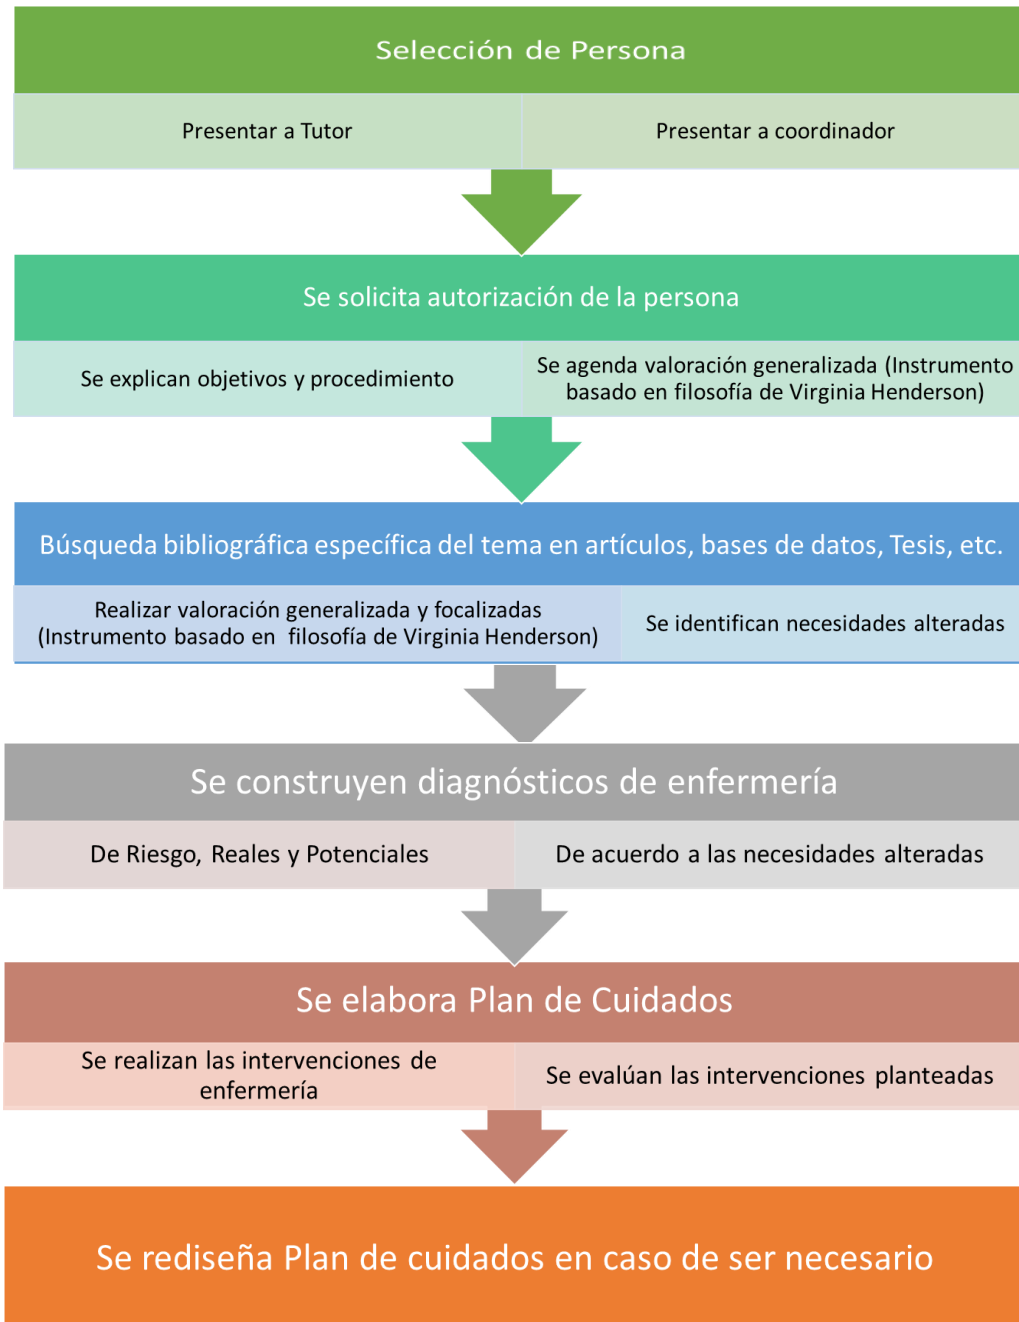 Selección de Persona
Presentar a Tutor
Presentar a coordinador
Se solicita autorización de la persona
Se explican objetivos y procedimiento
Se agenda valoración generalizada (Instrumento
basado en filosofía de Virginia Henderson)
Búsqueda bibliográfica específica del tema en artículos, bases de datos, Tesis, etc.
Realizar valoración generalizada y focalizadas
(Instrumento basado en filosofía de Virginia Henderson)
Se identifican necesidades alteradas
Se construyen diagnósticos de enfermería
De Riesgo, Reales y Potenciales
De acuerdo a las necesidades alteradas
Se elabora Plan de Cuidados
Se realizan las intervenciones de
enfermería
Se evalúan las intervenciones planteadas
Se rediseña Plan de cuidados en caso de ser necesario